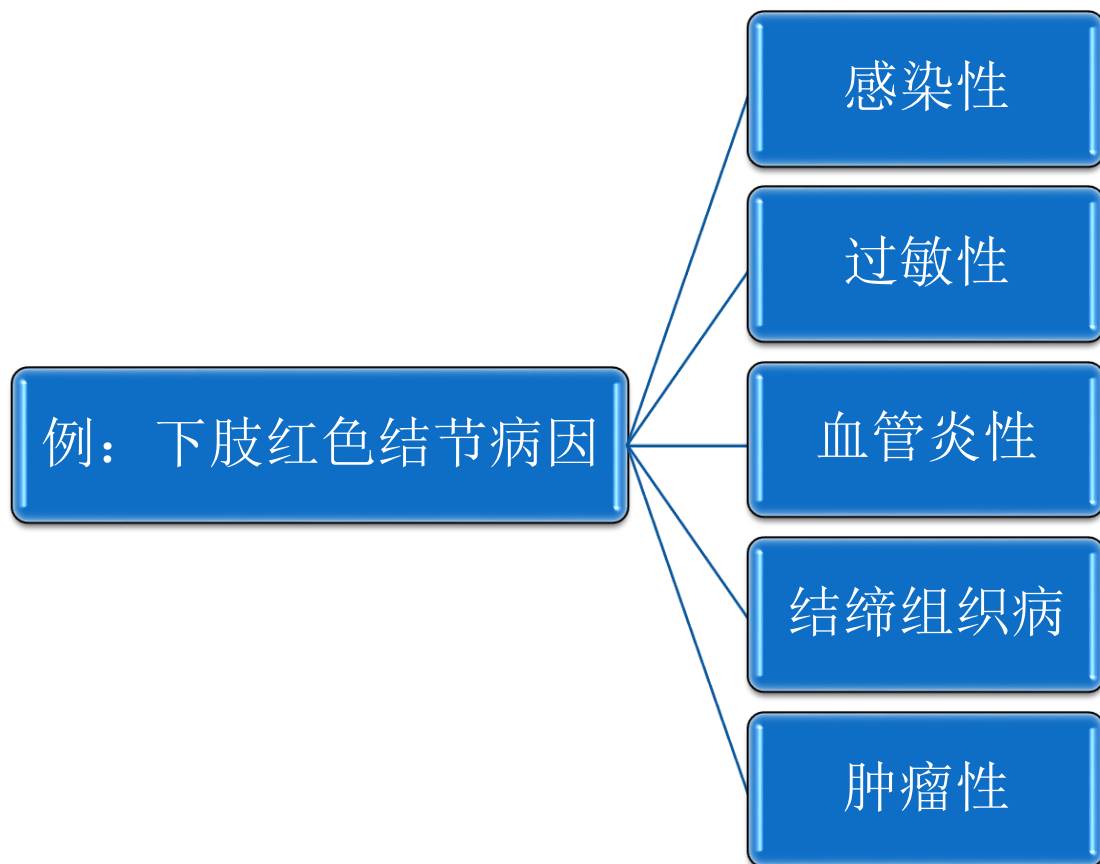 感染性
过敏性
例：下肢红色结节病因
血管炎性
结缔组织病
肿瘤性